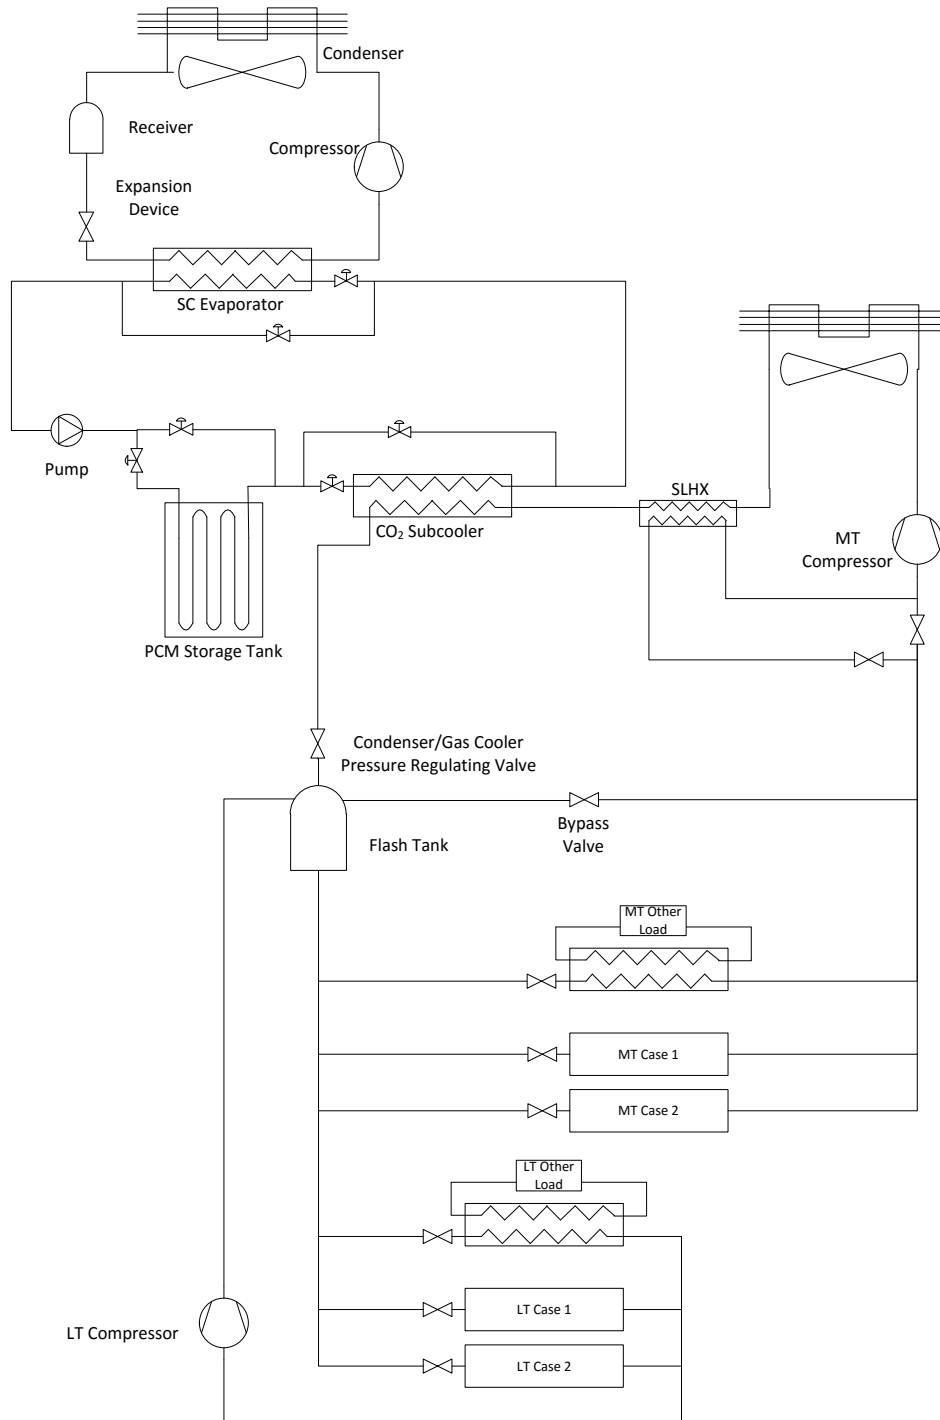 Condenser
Receiver
Compressor
Expansion
Device
SC Evaporator
Pump
SLHX
CO₂ Subcooler
MT
Compressor
PCM Storage Tank
Condenser/Gas Cooler
Pressure Regulating Valve
Bypass
Valve
Flash Tank
MT Other
Load
MT Case 1
MT Case 2
LT Other
Load
LT Case 1
LT Compressor
LT Case 2